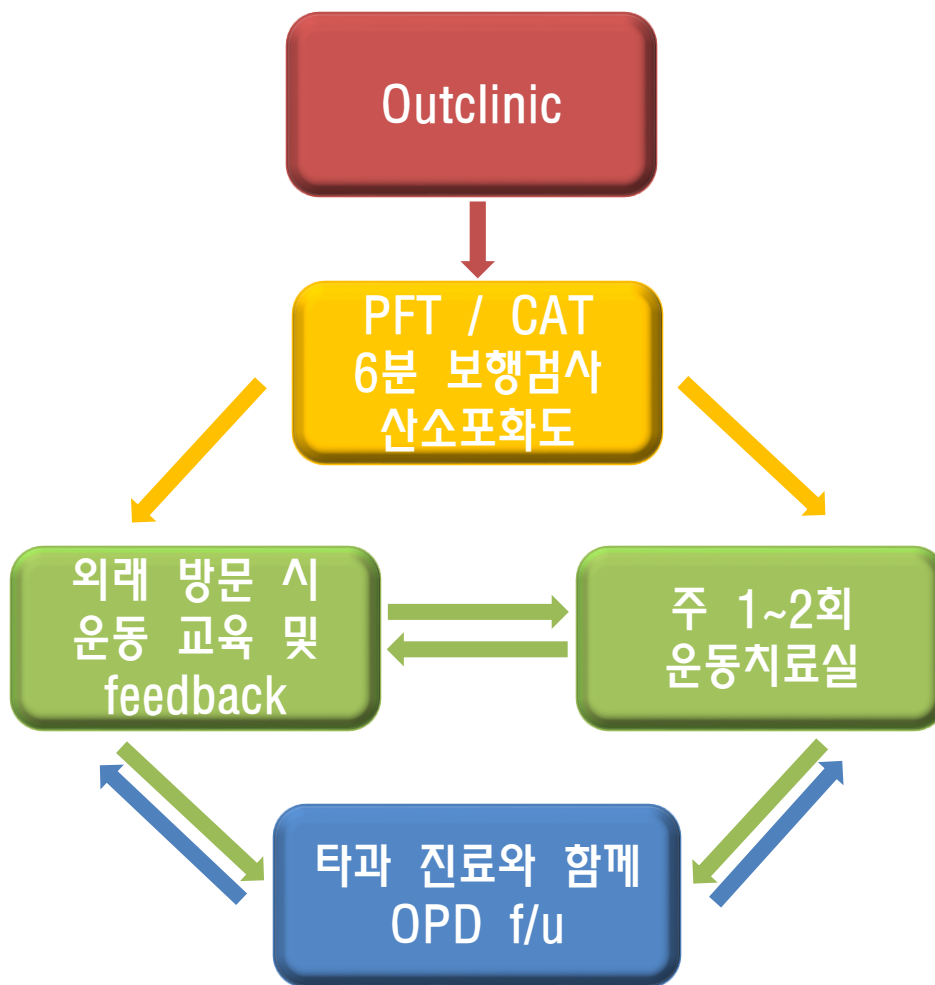 Outclinic
PFT / CAT
6분 보행검사
산소포화도
외래 방문 시
운동 교육 및
feedback
주 1~2회
운동치료실
타과 진료와 함께
OPD f/u